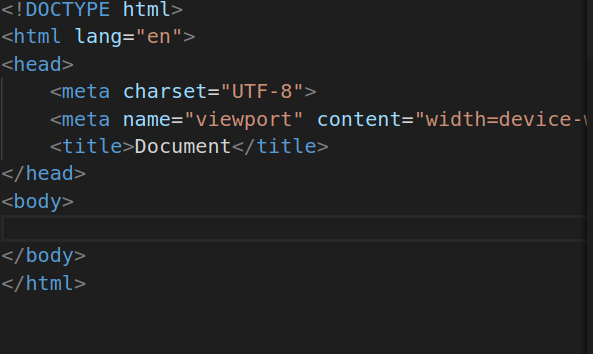 <!DOCTYPE html>
<html lang="en">
<head>
    <meta charset="UTF-8">
    <meta name="viewport" content="width=device-
    <title>Document</title>
</head>
<body>
</body>
</html>